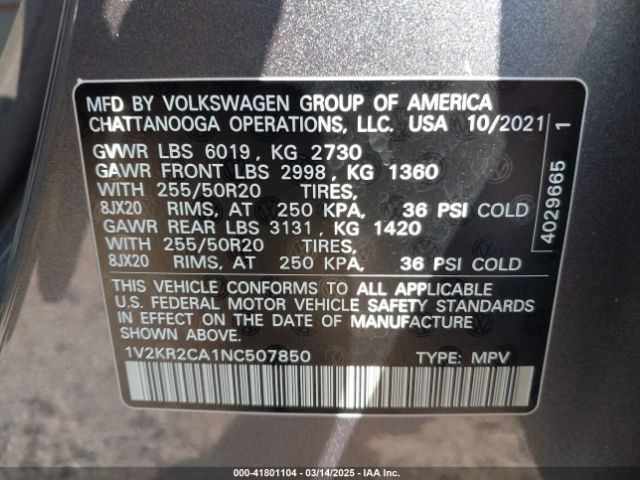 MFD BY VOLKSWAGEN GROUP OF AMERICA
CHATTANOOGA OPERATIONS, LLC. USA 10/2021
GVWR LBS 6019, KG 2730
GAWR FRONT LBS 2998, KG 1360
WITH 255/50R20 TIRES,
8JX20 RIMS, AT 250 KPA, 36 PSI COLD
GAWR REAR LBS 3131, KG 1420
WITH 255/50R20 TIRES,
8JX20 RIMS, AT 250 KPA, 36 PSI COLD
THIS VEHICLE CONFORMS TO ALL APPLICABLE
U.S. FEDERAL MOTOR VEHICLE SAFETY STANDARDS
IN EFFECT ON THE DATE OF MANUFACTURE
SHOWN ABOVE.
1V2KR2CA1NC507850 TYPE: MPV
4029665 1
000-41801104 | 03/14/2025 | IAA Inc.